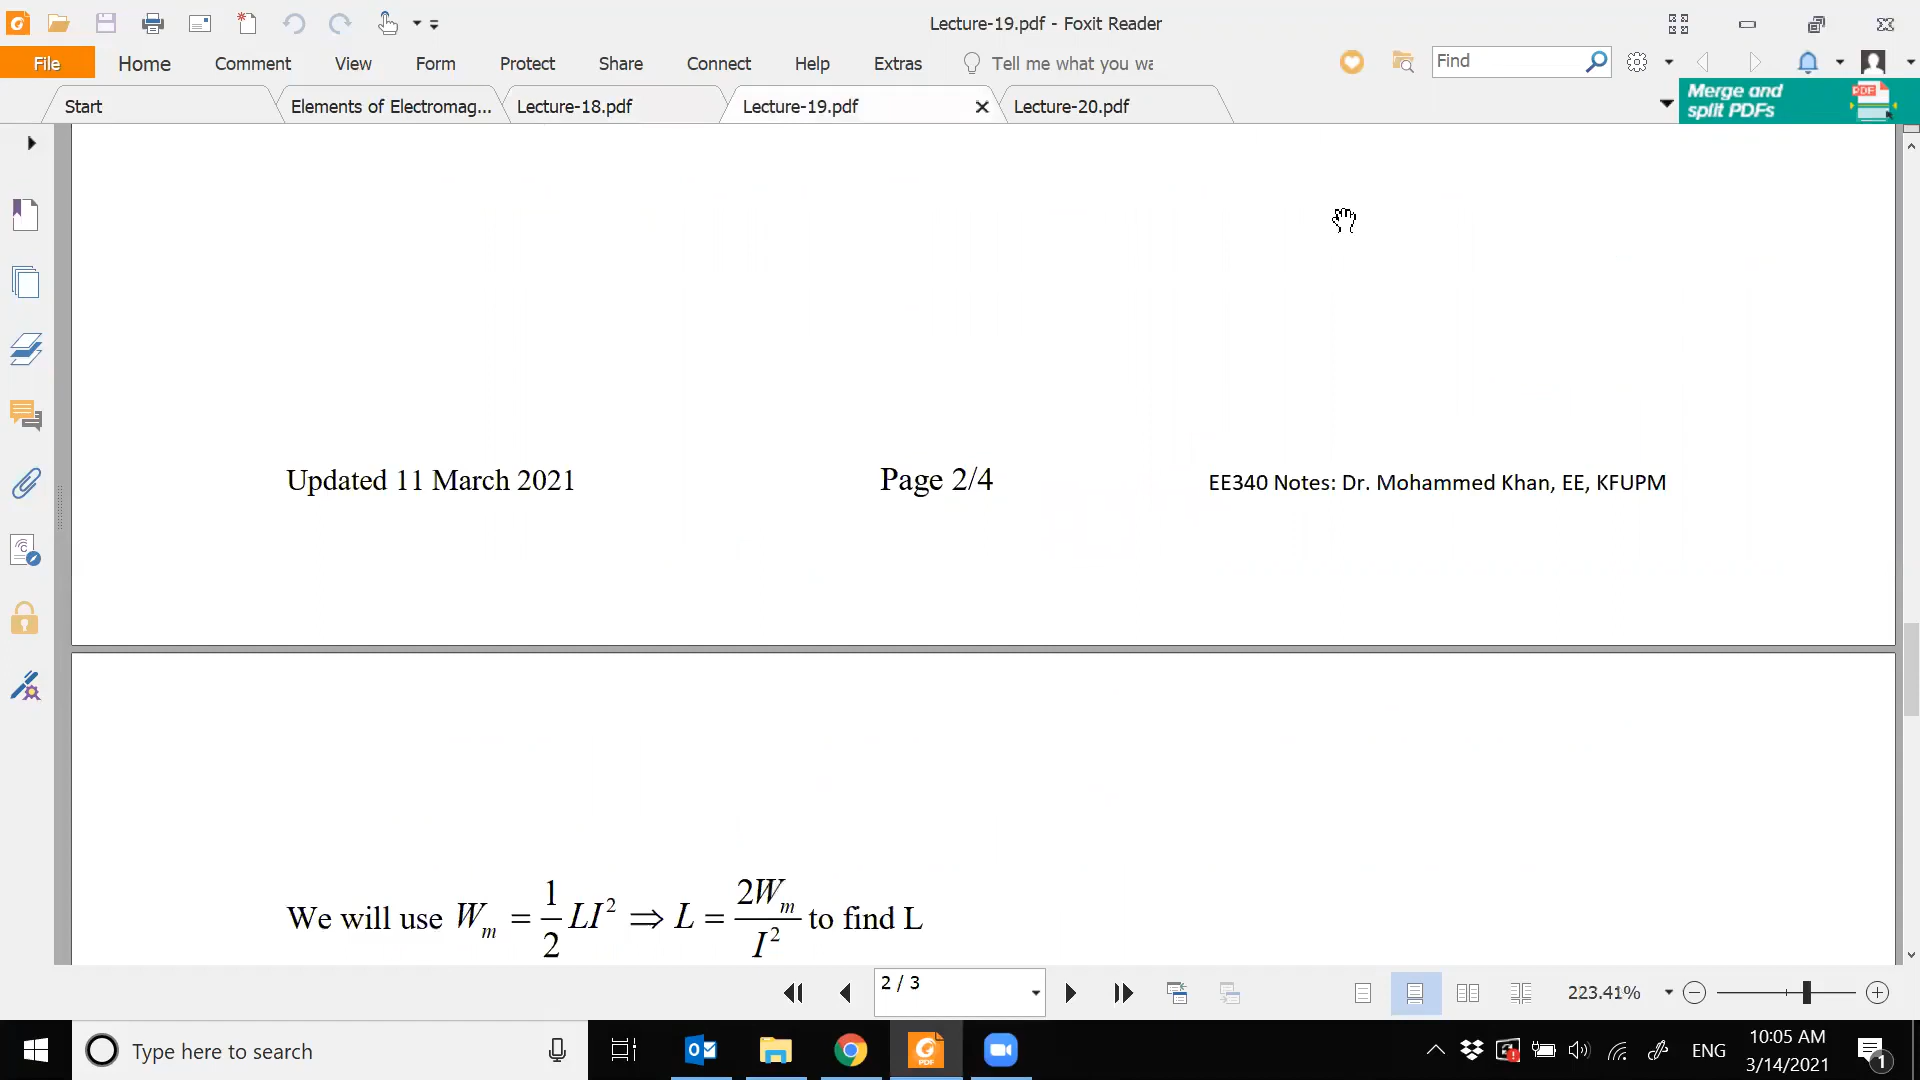 Lecture-19.pdf - Foxit Reader
File Home Comment View Form Protect Share Connect Help Extras Tell me what you wa Find
Start Elements of Electromag... Lecture-18.pdf Lecture-19.pdf Lecture-20.pdf
Merge and
split PDFs
PDF
Updated 11 March 2021 Page 2/4 EE340 Notes: Dr. Mohammed Khan, EE, KFUPM
We will use W_m = 1/2 LI² ⇒ L = 2W_m/I² to find L
2 / 3
223.41%
Type here to search
ENG
10:05 AM
3/14/2021
1